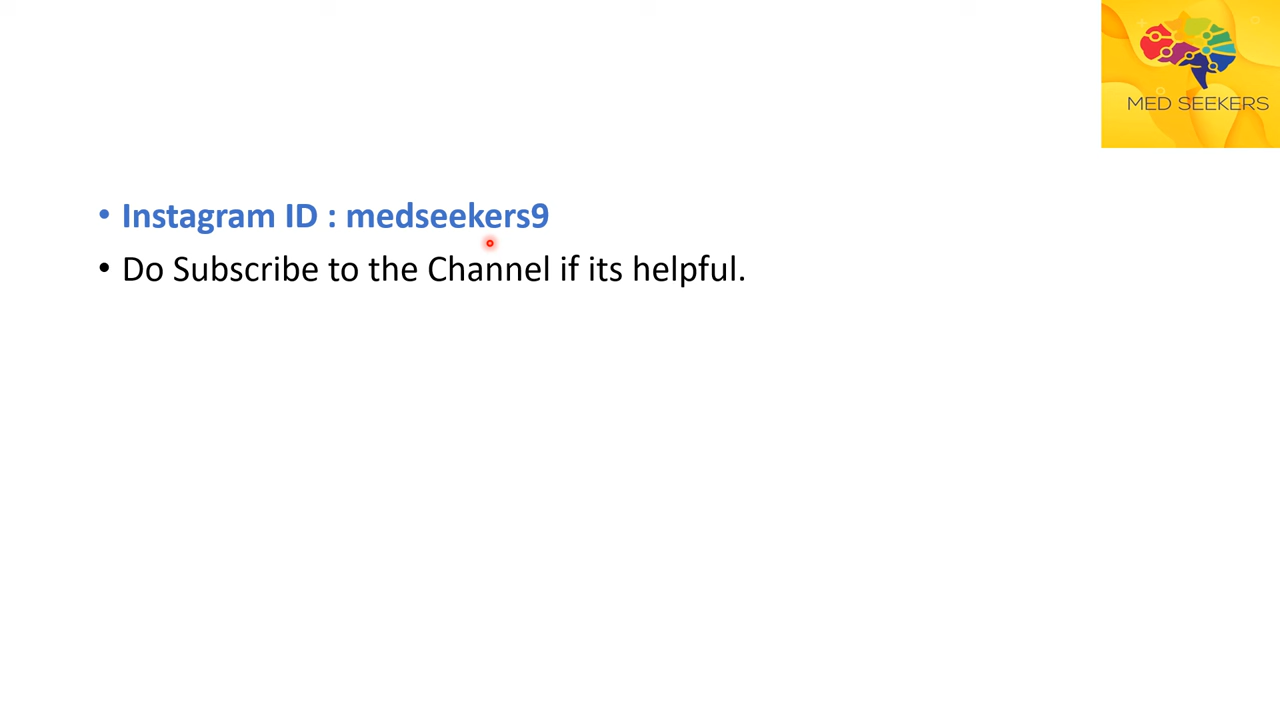 MED SEEKERS
• Instagram ID : medseekers9
• Do Subscribe to the Channel if its helpful.